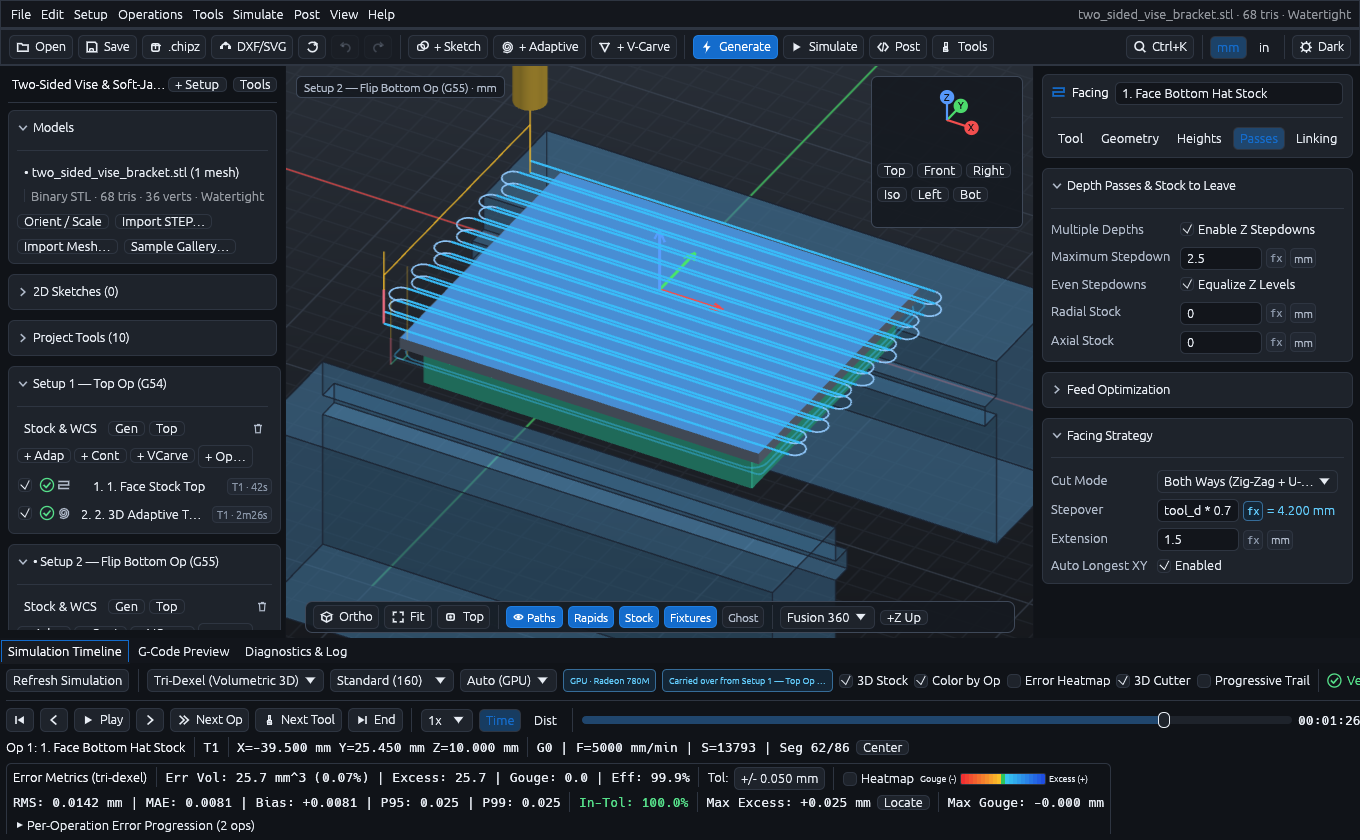 File Edit Setup Operations Tools Simulate Post View Help two_sided_vise_bracket.stl · 68 tris · Watertight
Open Save .chipz DXF/SVG + Sketch + Adaptive + V-Carve Generate Simulate Post Tools Ctrl+K mm in Dark
Two-Sided Vise & Soft-Ja... + Setup Tools
Models
• two_sided_vise_bracket.stl (1 mesh)
Binary STL · 68 tris · 36 verts · Watertight
Orient / Scale Import STEP...
Import Mesh... Sample Gallery...
2D Sketches (0)
Project Tools (10)
Setup 1 — Top Op (G54)
Stock & WCS Gen Top
+ Adap + Cont + VCarve + Op...
1. 1. Face Stock Top T1 · 42s
2. 2. 3D Adaptive T... T1 · 2m26s
• Setup 2 — Flip Bottom Op (G55)
Stock & WCS Gen Top
Setup 2 — Flip Bottom Op (G55) · mm
Z
Y
X
Top Front Right
Iso Left Bot
Ortho Fit Top Paths Rapids Stock Fixtures Ghost Fusion 360 +Z Up
Facing 1. Face Bottom Hat Stock
Tool Geometry Heights Passes Linking
Depth Passes & Stock to Leave
Multiple Depths Enable Z Stepdowns
Maximum Stepdown 2.5 fx mm
Even Stepdowns Equalize Z Levels
Radial Stock 0 fx mm
Axial Stock 0 fx mm
Feed Optimization
Facing Strategy
Cut Mode Both Ways (Zig-Zag + U-...
Stepover tool_d * 0.7 fx = 4.200 mm
Extension 1.5 fx mm
Auto Longest XY Enabled
Simulation Timeline G-Code Preview Diagnostics & Log
Refresh Simulation Tri-Dexel (Volumetric 3D) Standard (160) Auto (GPU) GPU · Radeon 780M Carried over from Setup 1 — Top Op ... 3D Stock Color by Op Error Heatmap 3D Cutter Progressive Trail Ve
Play Next Op Next Tool End 1x Time Dist 00:01:26
Op 1: 1. Face Bottom Hat Stock T1 X=-39.500 mm Y=25.450 mm Z=10.000 mm G0 | F=5000 mm/min | S=13793 | Seg 62/86 Center
Error Metrics (tri-dexel) Err Vol: 25.7 mm^3 (0.07%) | Excess: 25.7 | Gouge: 0.0 | Eff: 99.9% Tol: +/- 0.050 mm Heatmap Gouge (-) Excess (+)
RMS: 0.0142 mm | MAE: 0.0081 | Bias: +0.0081 | P95: 0.025 | P99: 0.025 In-Tol: 100.0% Max Excess: +0.025 mm Locate Max Gouge: -0.000 mm
Per-Operation Error Progression (2 ops)